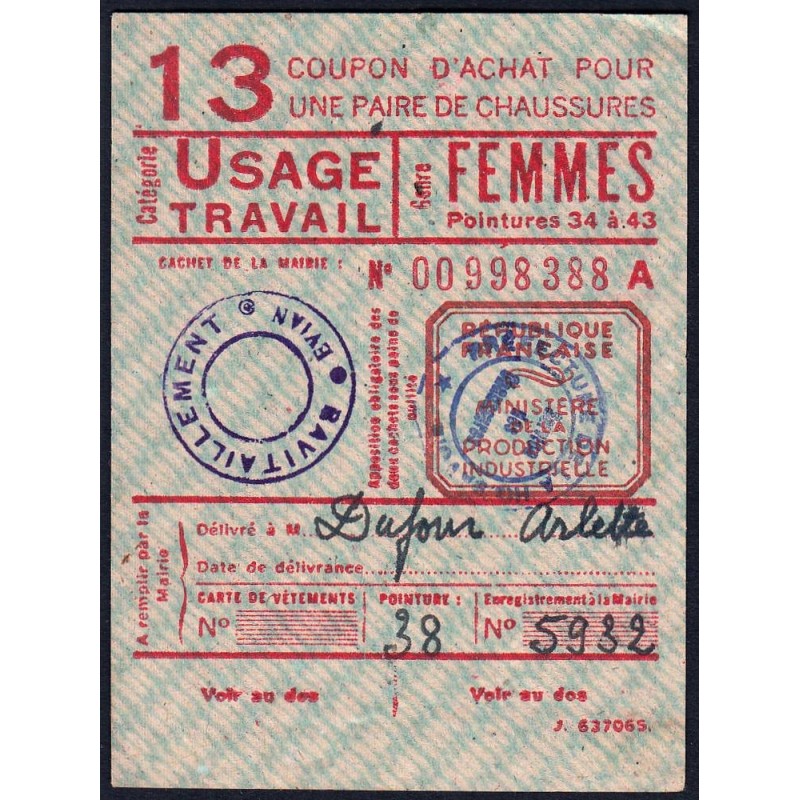 13 COUPON D'ACHAT POUR
UNE PAIRE DE CHAUSSURES
Catégorie
USAGE
TRAVAIL
Genre
FEMMES
Pointures 34 à 43
CACHET DE LA MAIRIE :
No 00998388 A
RAVITAILLEMENT EVIAN
Apposition obligatoire des
deux cachets sous peine de
nullité
RÉPUBLIQUE
FRANÇAISE
MINISTÈRE
DE LA
PRODUCTION
INDUSTRIELLE
A remplir par la
Mairie
Délivré à M. Dufour Arlette
Date de délivrance
CARTE DE VÊTEMENTS
No
POINTURE :
38
Enregistrement à la Mairie
No 5932
Voir au dos Voir au dos
J. 637065.